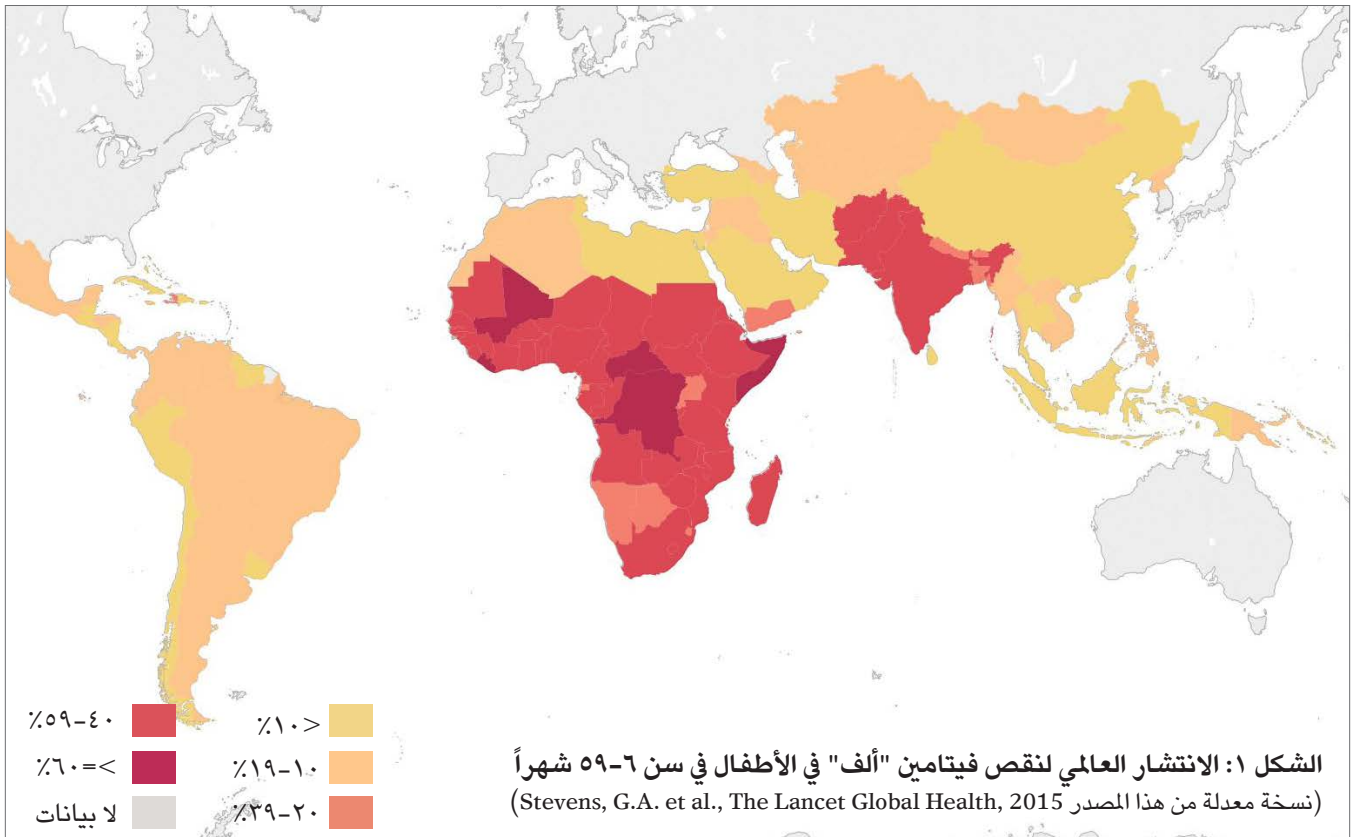 <١٠٪
١٠-١٩٪
٢٠-٣٩٪
٤٠-٥٩٪
>=٦٠٪
لا بيانات
الشكل ١: الانتشار العالمي لنقص فيتامين "ألف" في الأطفال في سن ٦-٥٩ شهراً
(نسخة معدلة من هذا المصدر Stevens, G.A. et al., The Lancet Global Health, 2015)